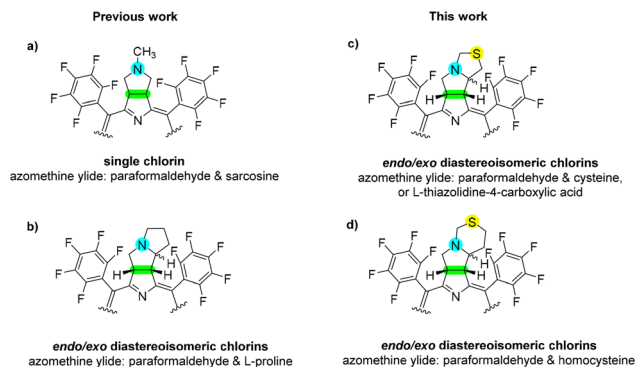 Previous work
This work
a)
CH3
N
F
F
F
F
F
F
F
F
F
F
N
single chlorin
azomethine ylide: paraformaldehyde & sarcosine
c)
S
N
F
F
F
F
F
H
H
H
F
F
F
F
F
N
endo/exo diastereoisomeric chlorins
azomethine ylide: paraformaldehyde & cysteine,
or L-thiazolidine-4-carboxylic acid
b)
N
F
F
F
F
F
H
H
H
F
F
F
F
F
N
endo/exo diastereoisomeric chlorins
azomethine ylide: paraformaldehyde & L-proline
d)
S
N
F
F
F
F
F
H
H
H
F
F
F
F
F
N
endo/exo diastereoisomeric chlorins
azomethine ylide: paraformaldehyde & homocysteine